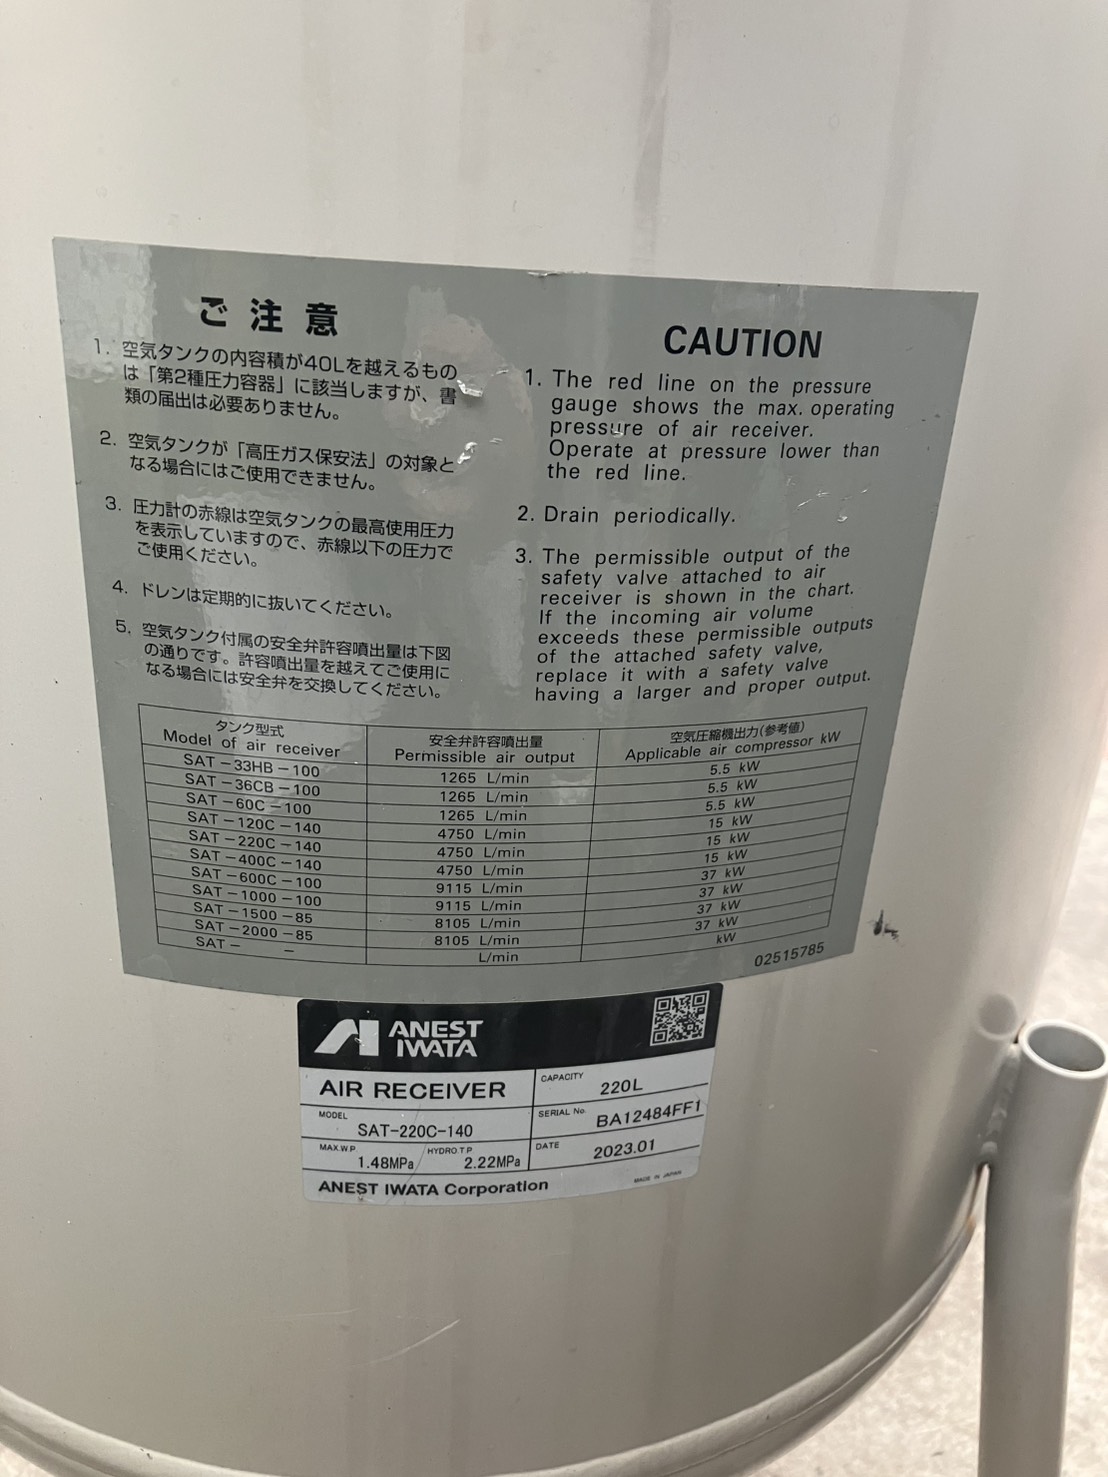 ご注意
1. 空気タンクの内容積が40Lを越えるもの
は「第2種圧力容器」に該当しますが、書
類の届出は必要ありません。
2. 空気タンクが「高圧ガス保安法」の対象と
なる場合にはご使用できません。
3. 圧力計の赤線は空気タンクの最高使用圧力
を表示していますので、赤線以下の圧力で
ご使用ください。
4. ドレンは定期的に抜いてください。
5. 空気タンク付属の安全弁許容噴出量は下図
の通りです。許容噴出量を越えてご使用に
なる場合には安全弁を交換してください。
CAUTION
1. The red line on the pressure
gauge shows the max. operating
pressure of air receiver.
Operate at pressure lower than
the red line.
2. Drain periodically.
3. The permissible output of the
safety valve attached to air
receiver is shown in the chart.
If the incoming air volume
exceeds these permissible outputs
of the attached safety valve,
replace it with a safety valve
having a larger and proper output.
タンク型式 安全弁許容噴出量 空気圧縮機出力(参考値)
Model of air receiver Permissible air output Applicable air compressor kW
SAT-33HB-100 1265 L/min 5.5 kW
SAT-36CB-100 1265 L/min 5.5 kW
SAT-60C-100 1265 L/min 5.5 kW
SAT-120C-140 4750 L/min 15 kW
SAT-220C-140 4750 L/min 15 kW
SAT-400C-140 4750 L/min 15 kW
SAT-600C-100 9115 L/min 37 kW
SAT-1000-100 9115 L/min 37 kW
SAT-1500-85 8105 L/min 37 kW
SAT-2000-85 8105 L/min 37 kW
SAT- - L/min kW
02515785
ANEST
IWATA
AIR RECEIVER CAPACITY 220L
MODEL SAT-220C-140 SERIAL No. BA12484FF1
MAX.W.P. 1.48MPa HYDRO.T.P 2.22MPa DATE 2023.01
ANEST IWATA Corporation MADE IN JAPAN